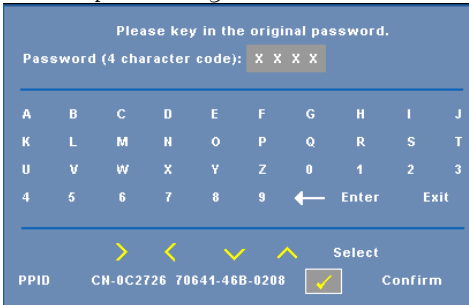 Please key in the original password.
Password (4 character code): X X X X
A B C D E F G H I J
K L M N O P Q R S T
U V W X Y Z 0 1 2 3
4 5 6 7 8 9 ← Enter Exit
> < ∨ ∧ Select
PPID CN-0C2726 70641-46B-0208 ✓ Confirm